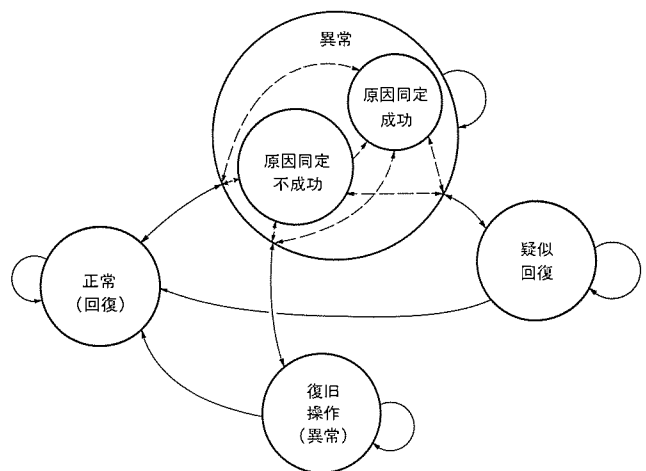 異常
原因同定
成功
原因同定
不成功
正常
(回復)
疑似
回復
復旧
操作
(異常)